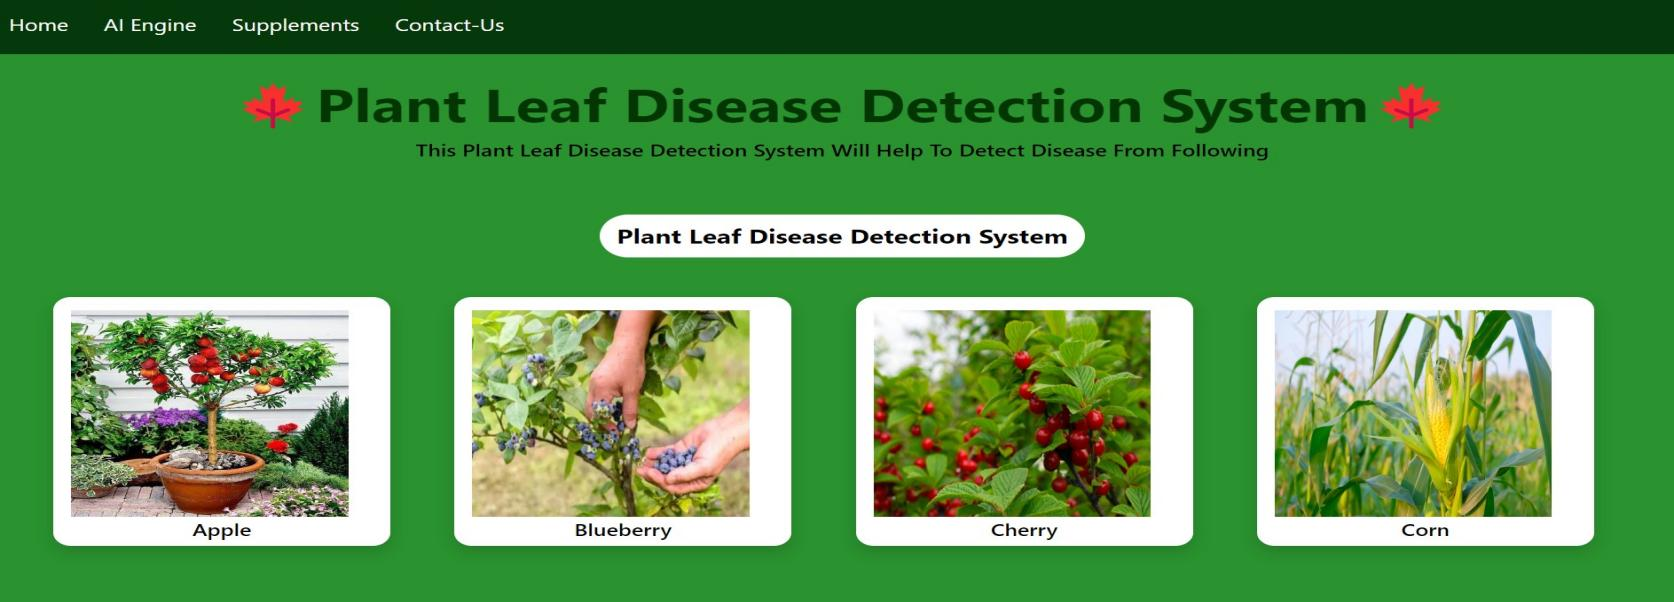 Home AI Engine Supplements Contact-Us
Plant Leaf Disease Detection System
This Plant Leaf Disease Detection System Will Help To Detect Disease From Following
Plant Leaf Disease Detection System
Apple Blueberry Cherry Corn